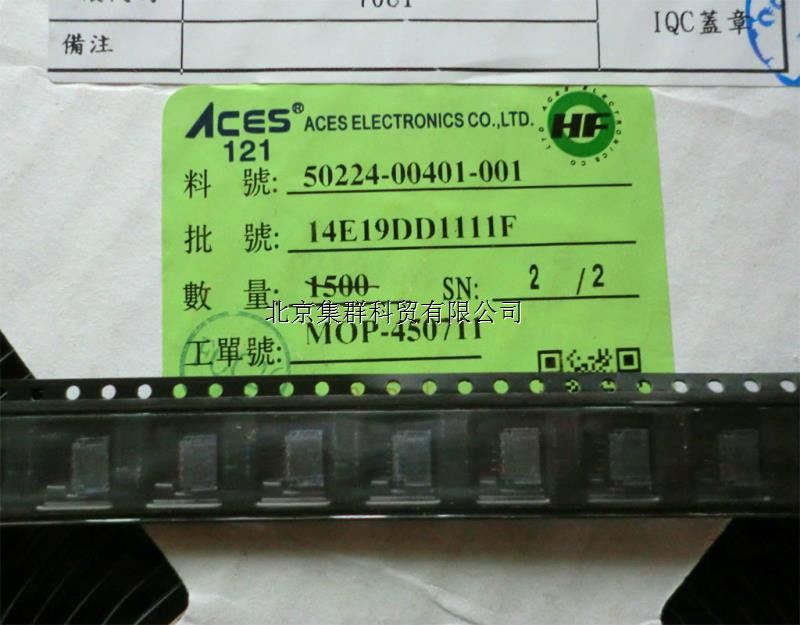 備注
IQC蓋章
ACES® ACES ELECTRONICS CO.,LTD. HF
121
料 號: 50224-00401-001
批 號: 14E19DD1111F
數 量: 1500 SN: 2 / 2
北京集群科贸有限公司
工單號: MOP-450711